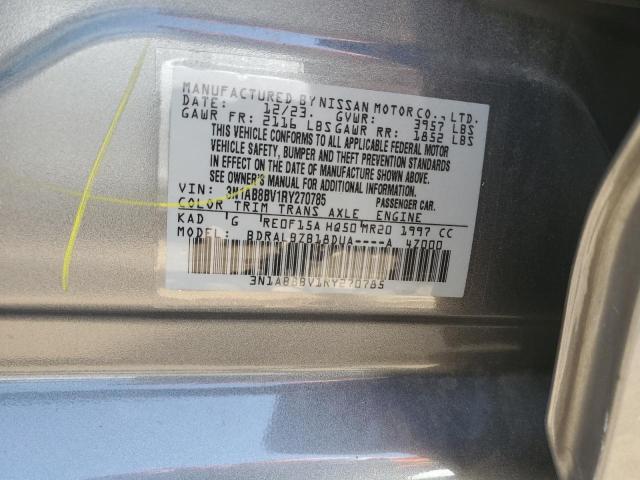 MANUFACTURED BY NISSAN MOTOR CO., LTD.
DATE: 12/23. GVWR: 3957 LBS
GAWR FR: 2116 LBS GAWR RR: 1852 LBS
THIS VEHICLE CONFORMS TO ALL APPLICABLE FEDERAL MOTOR
VEHICLE SAFETY, BUMPER AND THEFT PREVENTION STANDARDS
IN EFFECT ON THE DATE OF MANUFACTURE SHOWN ABOVE.
SEE OWNER'S MANUAL FOR ADDITIONAL INFORMATION.
VIN: 3N1AB8BV1RY270785 PASSENGER CAR.
COLOR TRIM TRANS AXLE ENGINE
KAD G RE0F15A HQ50 MR20 1997 CC
MODEL: BDRALBZB18DUA----A 4Z000
3N1AB8BV1RY270785